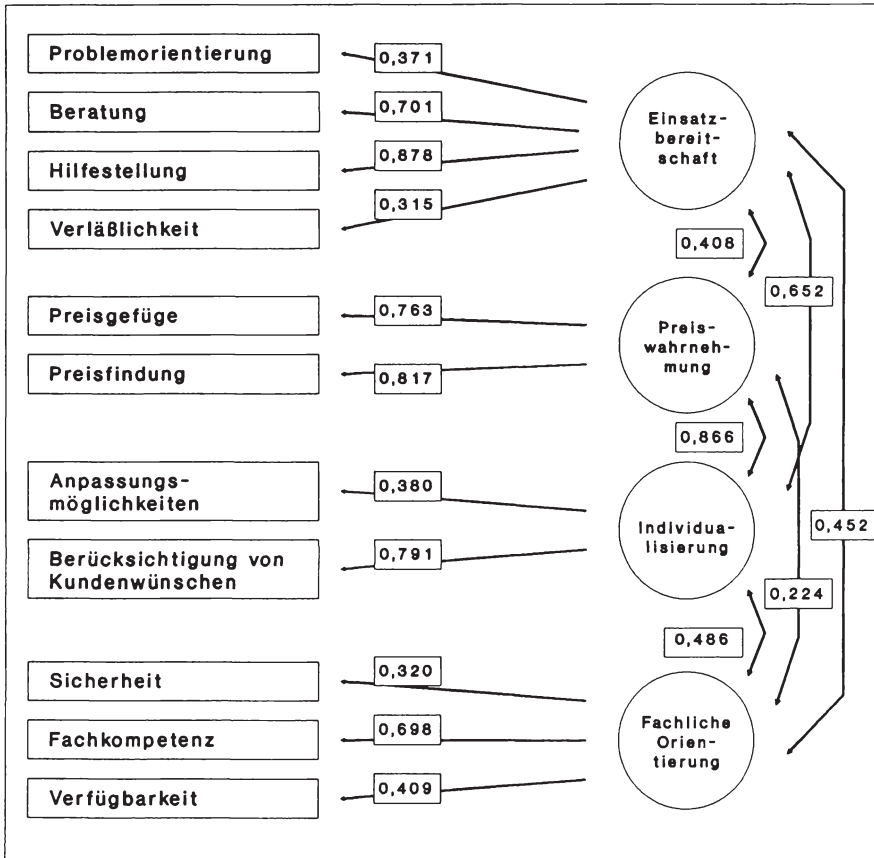 Problemorientierung
0,371
Beratung
0,701
Hilfestellung
0,878
Verläßlichkeit
0,315
Einsatz-
bereit-
schaft
0,408
0,652
Preisgefüge
0,763
Preisfindung
0,817
Preis-
wahrneh-
mung
0,866
Anpassungs-
möglichkeiten
0,380
Berücksichtigung von
Kundenwünschen
0,791
Individua-
lisierung
0,452
0,224
0,486
Sicherheit
0,320
Fachkompetenz
0,698
Verfügbarkeit
0,409
Fachliche
Orien-
tierung